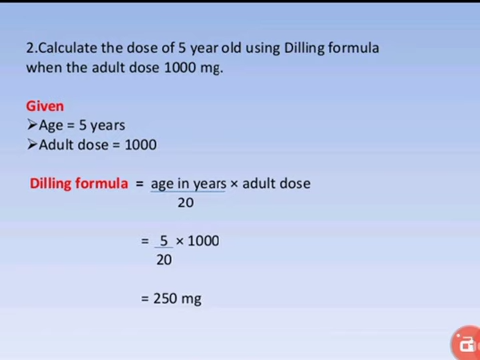 2.Calculate the dose of 5 year old using Dilling formula
when the adult dose 1000 mg.
Given
➢Age = 5 years
➢Adult dose = 1000
Dilling formula = age in years × adult dose
20
= 5 × 1000
20
= 250 mg